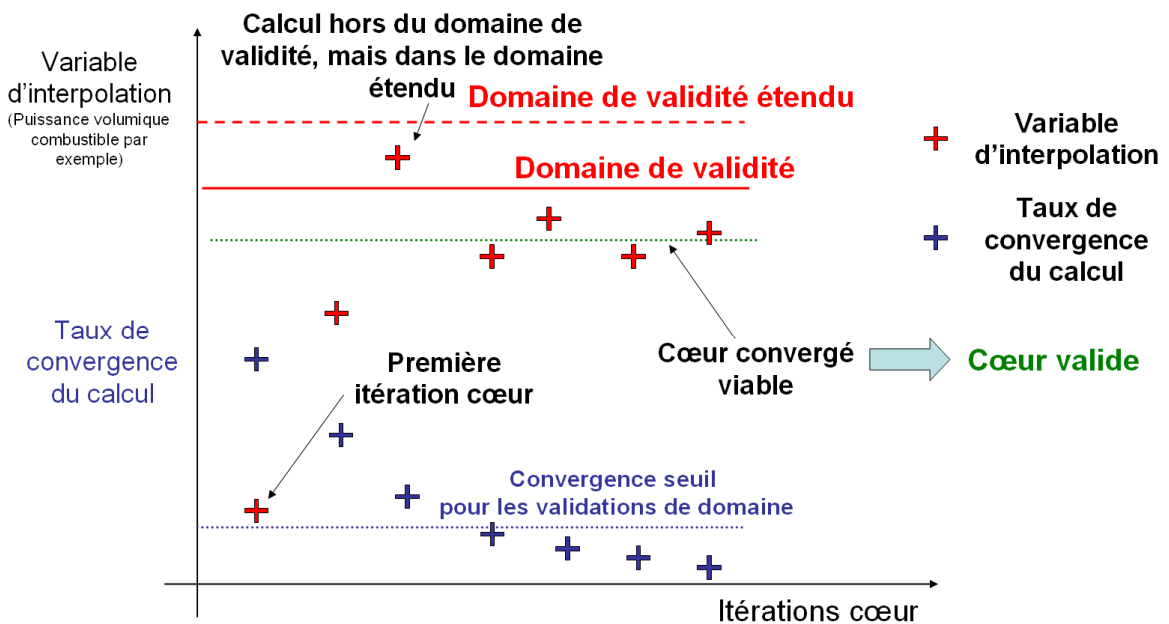 Calcul hors du domaine de
validité, mais dans le domaine
étendu
Variable
d’interpolation
(Puissance volumique
combustible par
exemple)
Domaine de validité étendu
Domaine de validité
Variable
d’interpolation
Taux de
convergence
du calcul
Taux de
convergence
du calcul
Première
itération cœur
Cœur convergé
viable
Cœur valide
Convergence seuil
pour les validations de domaine
Itérations cœur